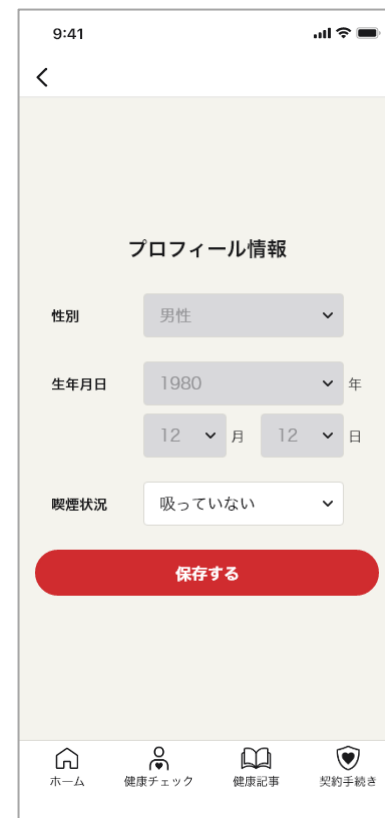 9:41
プロフィール情報
性別 男性
生年月日 1980 年
12 月 12 日
喫煙状況 吸っていない
保存する
ホーム 健康チェック 健康記事 契約手続き